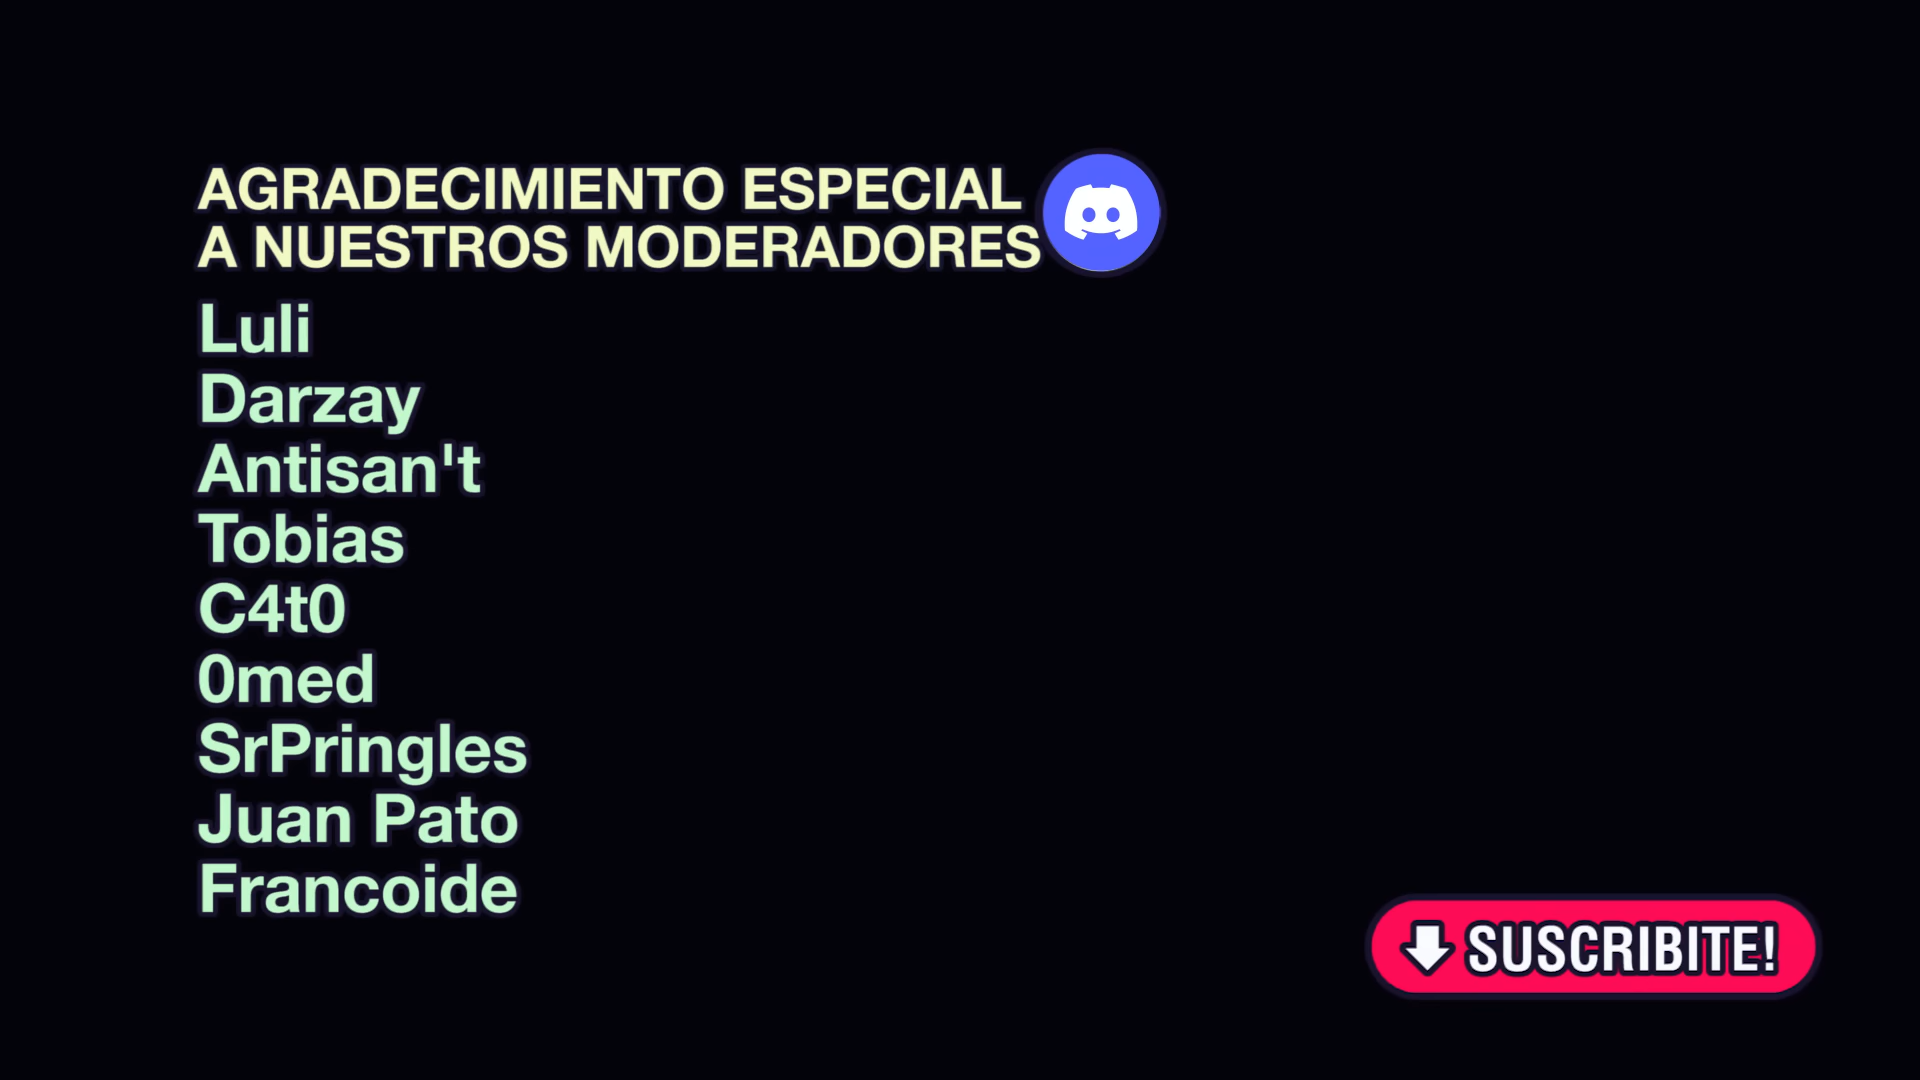 AGRADECIMIENTO ESPECIAL
A NUESTROS MODERADORES
Luli
Darzay
Antisan't
Tobias
C4t0
0med
SrPringles
Juan Pato
Francoide
SUSCRIBITE!